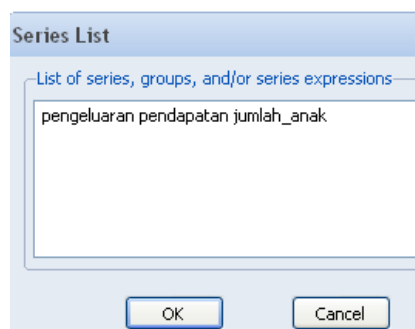 Series List
List of series, groups, and/or series expressions
pengeluaran pendapatan jumlah_anak
OK
Cancel